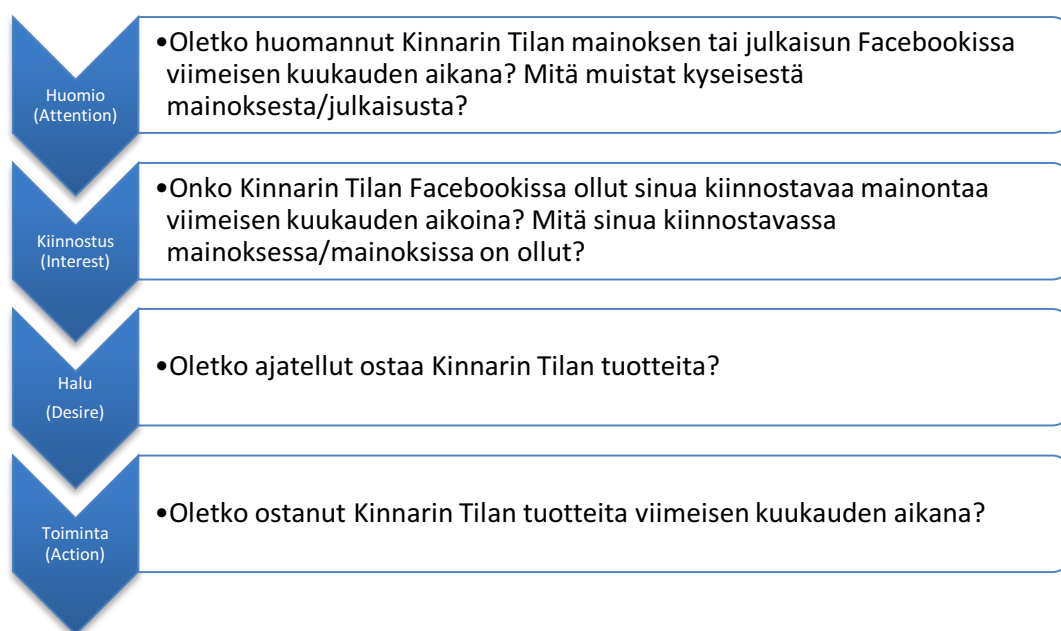 Huomio
(Attention)
•Oletko huomannut Kinnarin Tilan mainoksen tai julkaisun Facebookissa
viimeisen kuukauden aikana? Mitä muistat kyseisestä
mainoksesta/julkaisusta?
Kiinnostus
(Interest)
•Onko Kinnarin Tilan Facebookissa ollut sinua kiinnostavaa mainontaa
viimeisen kuukauden aikoina? Mitä sinua kiinnostavassa
mainoksessa/mainoksissa on ollut?
Halu
(Desire)
•Oletko ajatellut ostaa Kinnarin Tilan tuotteita?
Toiminta
(Action)
•Oletko ostanut Kinnarin Tilan tuotteita viimeisen kuukauden aikana?